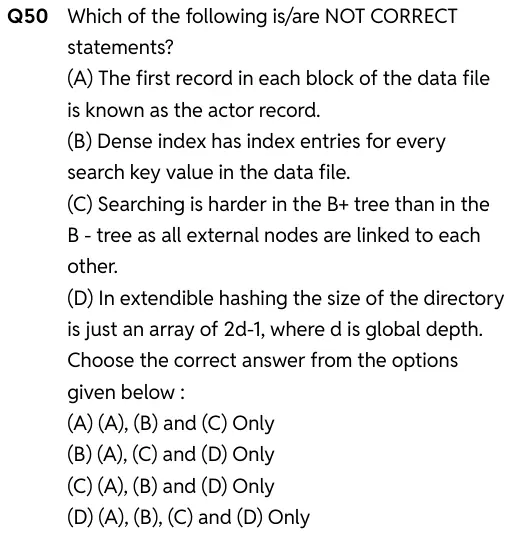 Q50 Which of the following is/are NOT CORRECT
statements?
(A) The first record in each block of the data file
is known as the actor record.
(B) Dense index has index entries for every
search key value in the data file.
(C) Searching is harder in the B+ tree than in the
B - tree as all external nodes are linked to each
other.
(D) In extendible hashing the size of the directory
is just an array of 2d-1, where d is global depth.
Choose the correct answer from the options
given below :
(A) (A), (B) and (C) Only
(B) (A), (C) and (D) Only
(C) (A), (B) and (D) Only
(D) (A), (B), (C) and (D) Only